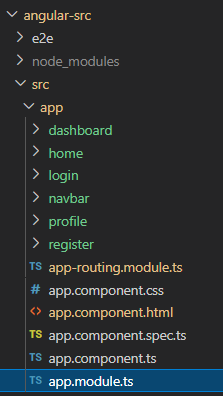 angular-src
e2e
node_modules
src
app
dashboard
home
login
navbar
profile
register
TS app-routing.module.ts
# app.component.css
<> app.component.html
TS app.component.spec.ts
TS app.component.ts
TS app.module.ts